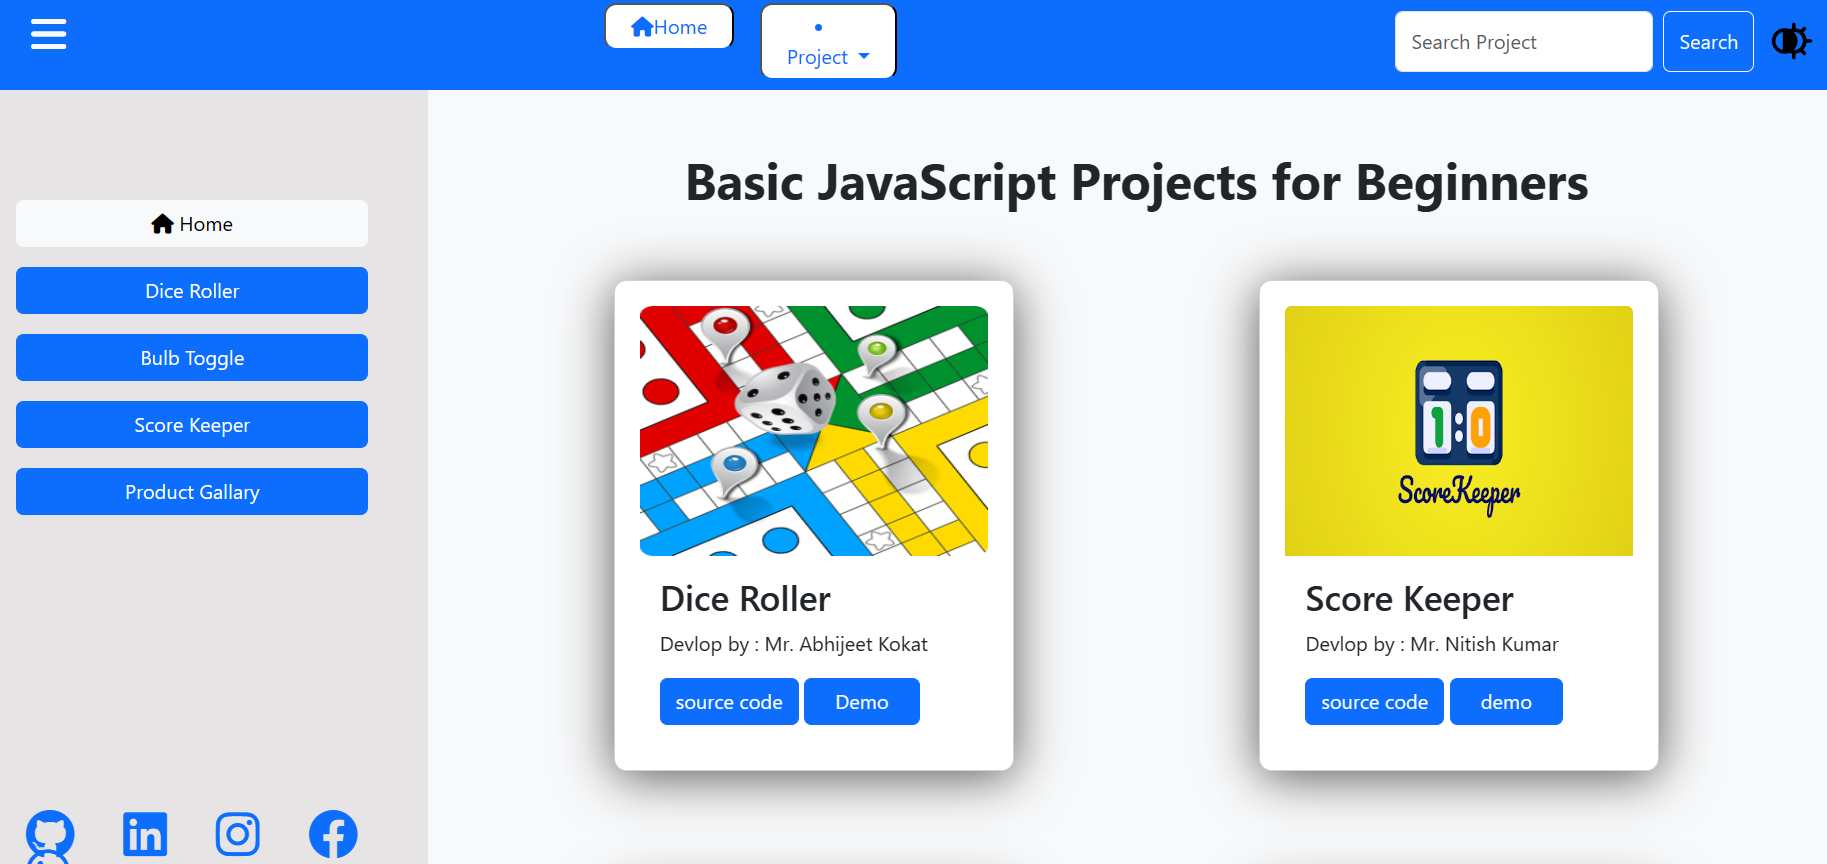 Home
Project
Search Project
Search
Home
Dice Roller
Bulb Toggle
Score Keeper
Product Gallary
Basic JavaScript Projects for Beginners
1:0
ScoreKeeper
Dice Roller
Devlop by : Mr. Abhijeet Kokat
source code
Demo
Score Keeper
Devlop by : Mr. Nitish Kumar
source code
demo